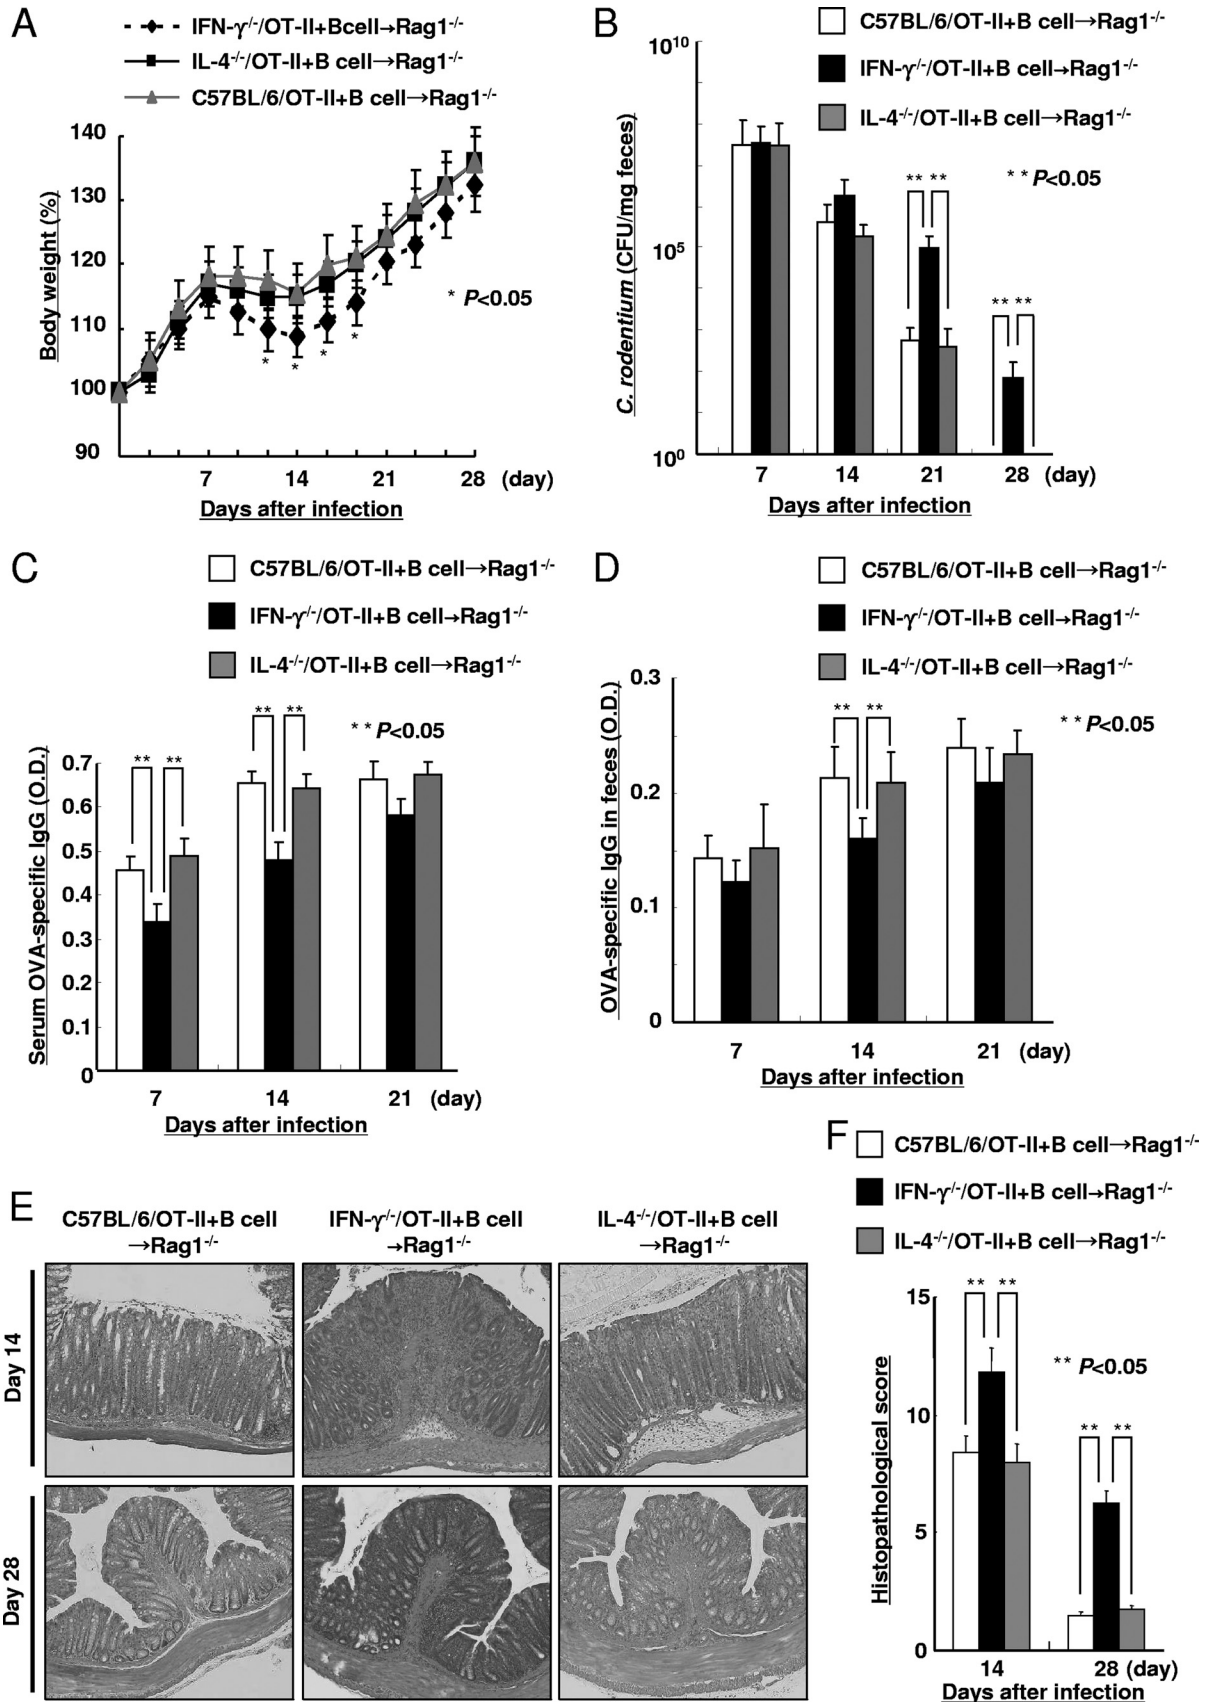 A
IFN-γ-/-/OT-II+Bcell→Rag1-/-
IL-4-/-/OT-II+B cell→Rag1-/-
C57BL/6/OT-II+B cell→Rag1-/-
140
130
120
110
100
90
Body weight (%)
* P<0.05
*
*
*
*
7
14
21
28
(day)
Days after infection
B
C57BL/6/OT-II+B cell→Rag1-/-
IFN-γ-/-/OT-II+B cell→Rag1-/-
IL-4-/-/OT-II+B cell→Rag1-/-
10^10
10^5
10^0
C. rodentium (CFU/mg feces)
** P<0.05
** **
** **
7
14
21
28
(day)
Days after infection
C
C57BL/6/OT-II+B cell→Rag1-/-
IFN-γ-/-/OT-II+B cell→Rag1-/-
IL-4-/-/OT-II+B cell→Rag1-/-
** P<0.05
** **
** **
0.7
0.6
0.5
0.4
0.3
0.2
0.1
0
Serum OVA-specific IgG (O.D.)
7
14
21
(day)
Days after infection
D
C57BL/6/OT-II+B cell→Rag1-/-
IFN-γ-/-/OT-II+B cell→Rag1-/-
IL-4-/-/OT-II+B cell→Rag1-/-
** P<0.05
** **
0.3
0.2
0.1
0
OVA-specific IgG in feces (O.D.)
7
14
21
(day)
Days after infection
E
C57BL/6/OT-II+B cell
→Rag1-/-
IFN-γ-/-/OT-II+B cell
→Rag1-/-
IL-4-/-/OT-II+B cell
→Rag1-/-
Day 14
Day 28
F
C57BL/6/OT-II+B cell→Rag1-/-
IFN-γ-/-/OT-II+B cell→Rag1-/-
IL-4-/-/OT-II+B cell→Rag1-/-
15
10
5
0
Histopathological score
** **
** **
** P<0.05
14
28 (day)
Days after infection